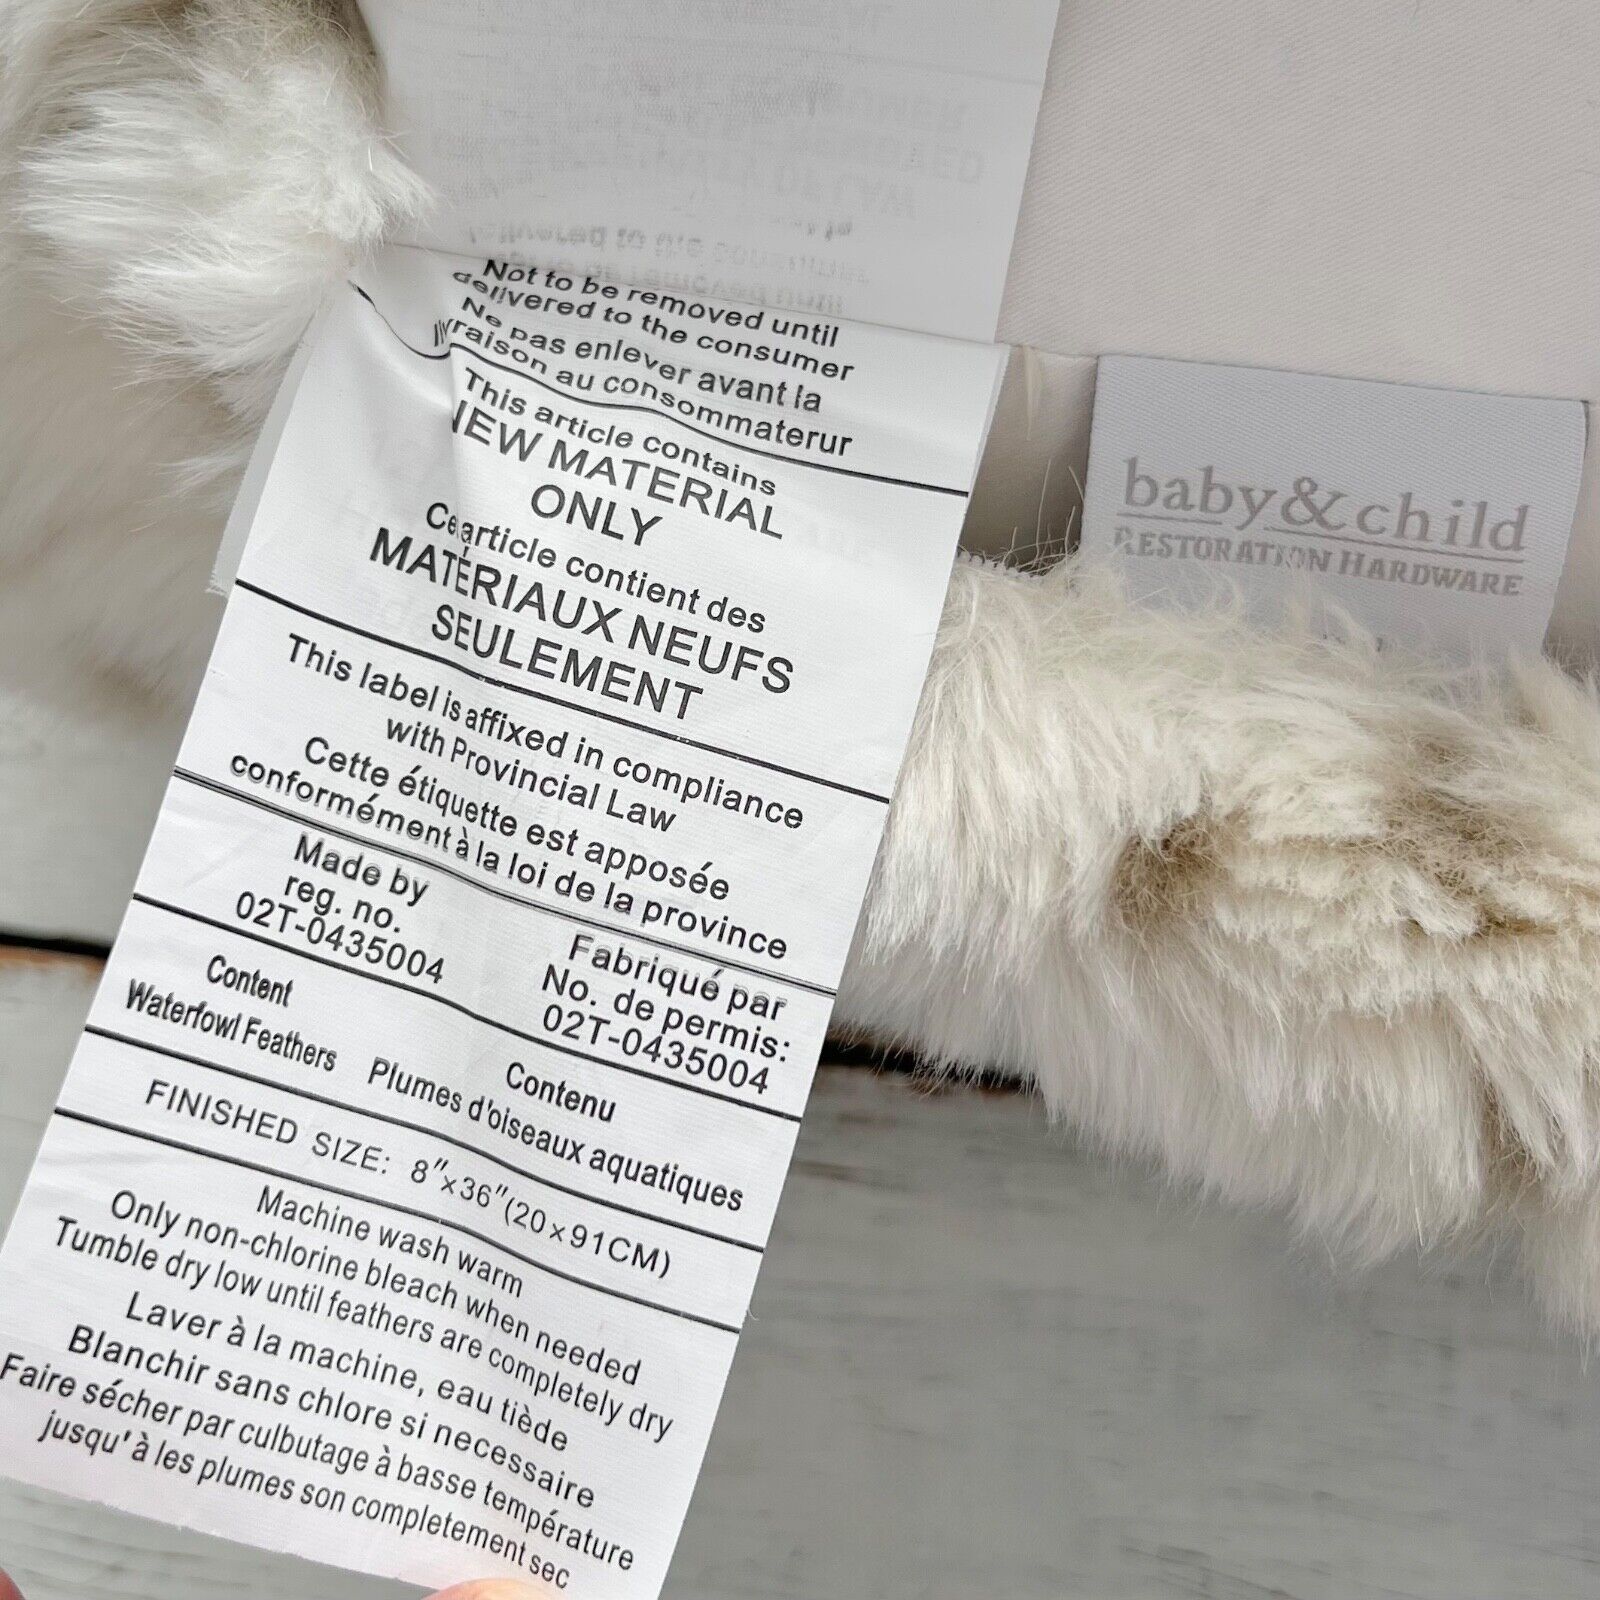 Not to be removed until
delivered to the consumer
Ne pas enlever avant la
livraison au consommaterur
This article contains
NEW MATERIAL
ONLY
Ce article contient des
MATÉRIAUX NEUFS
SEULEMENT
This label is affixed in compliance
with Provincial Law
Cette étiquette est apposée
conformément à la loi de la province
Made by
reg. no.
02T-0435004
Fabriqué par
No. de permis:
02T-0435004
Content
Waterfowl Feathers
Contenu
Plumes d'oiseaux aquatiques
FINISHED SIZE: 8"x36"(20×91CM)
Machine wash warm
Only non-chlorine bleach when needed
Tumble dry low until feathers are completely dry
Laver à la machine, eau tiède
Blanchir sans chlore si necessaire
Faire sécher par culbutage à basse température
jusqu'à les plumes son completement sec
baby&child
RESTORATION HARDWARE